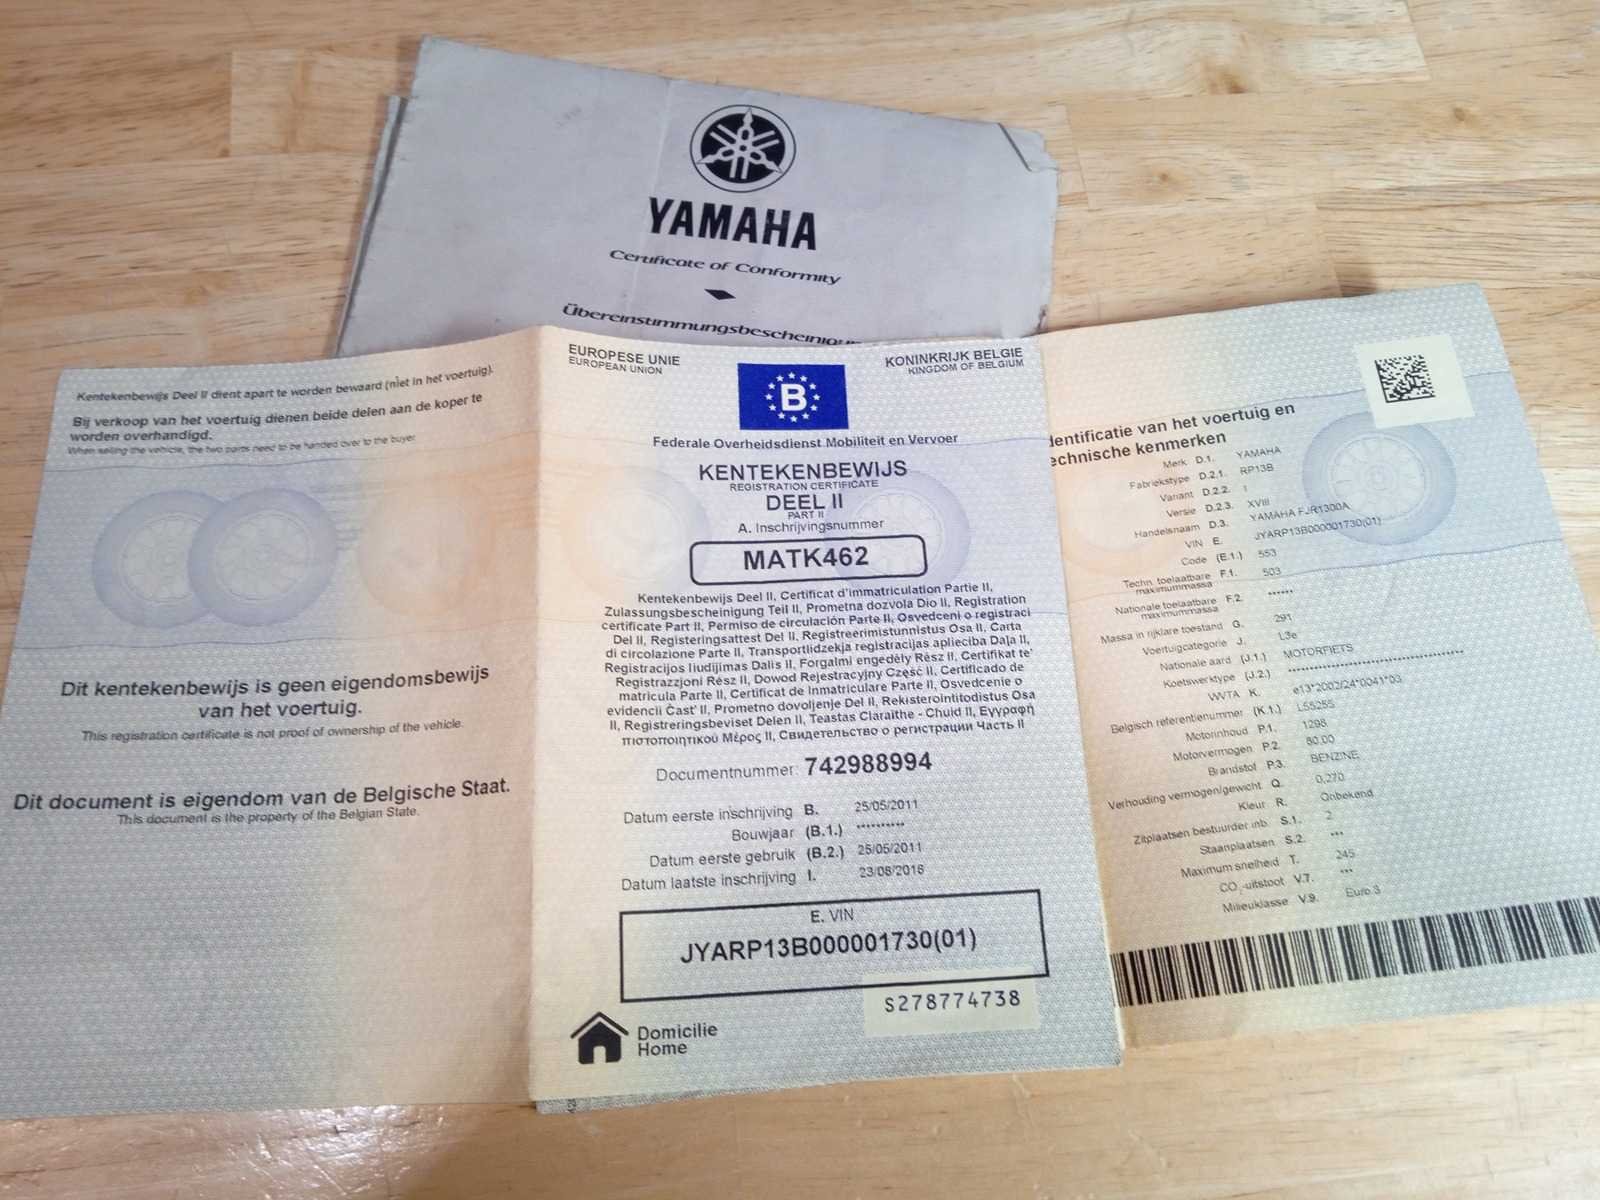 YAMAHA
Certificate of Conformity
Kentekenbewijs Deel II dient apart te worden bewaard (niet in het voertuig).
Bij verkoop van het voertuig dienen beide delen aan de koper te
worden overhandigd.
When selling the vehicle, the two parts need to be handed over to the buyer
Dit kentekenbewijs is geen eigendomsbewijs
van het voertuig.
This registration certificate is not proof of ownership of the vehicle.
Dit document is eigendom van de Belgische Staat.
This document is the property of the Belgian State.
EUROPESE UNIE
EUROPEAN UNION
B
KONINKRIJK BELGIE
KINGDOM OF BELGIUM
Federale Overheidsdienst Mobiliteit en Vervoer
KENTEKENBEWIJS
REGISTRATION CERTIFICATE
DEEL II
PART II
A. Inschrijvingsnummer
MATK462
Kentekenbewijs Deel II, Certificat d'immatriculation Partie II,
Zulassungsbescheinigung Teil II, Prometna dozvola Dio II, Registration
certificate Part II, Permiso de circulación Parte II, Osvedceni o registraci
Del II, Registeringsattest Del II, Registreerimistunnistus Osa II, Carta
di circolazione Parte II, Transportlidzekja registracijas aplieciba Daļa II,
Registracijos liudijimas Dalis II, Forgalmi engedély Rész II, Certifikat te'
Registrazzjoni Rész II, Dowod Rejestracyjny Część II, Certificado de
matricula Parte II, Certificat de Inmatriculare Parte II, Osvedcenie o
evidencii Čast' II, Prometno dovoljenje Del II, Rekisterointitodistus Osa
II, Registreringsbeviset Delen II, Teastas Claraithe - Chuid II, Εγγραφή
πιστοποιητικού Μέρος II, Свидетельство о регистрации Часть II
Documentnummer: 742988994
Datum eerste inschrijving B. 25/05/2011
Bouwjaar (B.1.) **********
Datum eerste gebruik (B.2.) 25/05/2011
Datum laatste inschrijving I. 23/08/2016
E. VIN
JYARP13B000001730(01)
S278774738
Domicilie
Home
dentificatie van het voertuig en
echnische kenmerken
Merk D.1. YAMAHA
Fabriekstype D.2.1. RP13B
Variant D.2.2. I
Versie D.2.3. XVIII
Handelsnaam D.3. YAMAHA FJR1300A
VIN E. JYARP13B000001730(01)
Code (E.1.) 553
Techn. toelaatbare
maximummassa F.1. 503
Nationale toelaatbare
maximummassa F.2. ******
Massa in rijklare toestand G. 291
Voertuigcategorie J. L3e
Nationale aard (J.1.) MOTORFIETS
Koetswerktype (J.2.)
WVTA K. e13*2002/24*0041*03
Belgisch referentienummer (K.1.) L55255
Motorinhoud P.1. 1298
Motorvermogen P.2. 80.00
Brandstof P.3. BENZINE
Verhouding vermogen/gewicht Q. 0,270
Kleur R. Onbekend
Zitplaatsen bestuurder inb. S.1. 2
Staanplaatsen S.2. ***
Maximum snelheid T. 245
CO₂-uitstoot V.7. ***
Milieuklasse V.9. Euro 3